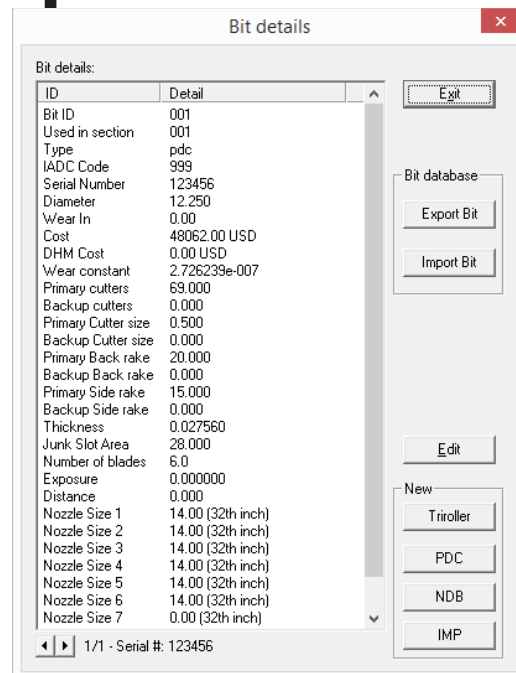 Bit details
Bit details:
ID Detail
Bit ID 001
Used in section 001
Type pdc
IADC Code 999
Serial Number 123456
Diameter 12.250
Wear In 0.00
Cost 48062.00 USD
DHM Cost 0.00 USD
Wear constant 2.726239e-007
Primary cutters 69.000
Backup cutters 0.000
Primary Cutter size 0.500
Backup Cutter size 0.000
Primary Back rake 20.000
Backup Back rake 0.000
Primary Side rake 15.000
Backup Side rake 0.000
Thickness 0.027560
Junk Slot Area 28.000
Number of blades 6.0
Exposure 0.000000
Distance 0.000
Nozzle Size 1 14.00 (32th inch)
Nozzle Size 2 14.00 (32th inch)
Nozzle Size 3 14.00 (32th inch)
Nozzle Size 4 14.00 (32th inch)
Nozzle Size 5 14.00 (32th inch)
Nozzle Size 6 14.00 (32th inch)
Nozzle Size 7 0.00 (32th inch)
1/1 - Serial #: 123456
Exit
Bit database
Export Bit
Import Bit
Edit
New
Triroller
PDC
NDB
IMP